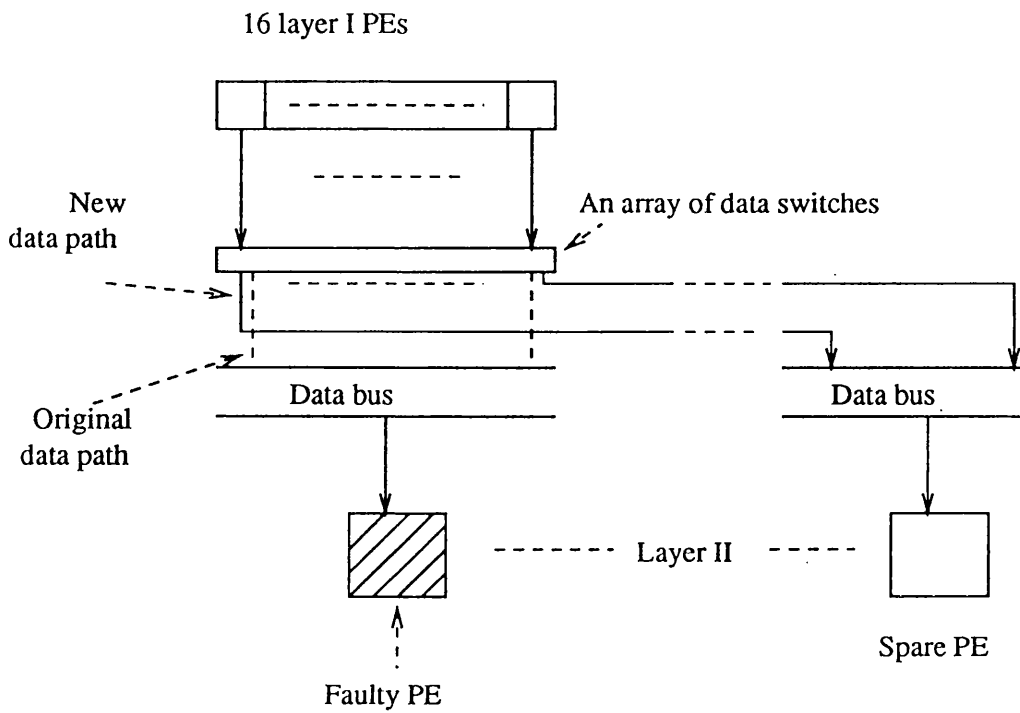 16 layer I PEs
New
data path
An array of data switches
Original
data path
Data bus
Data bus
Layer II
Spare PE
Faulty PE